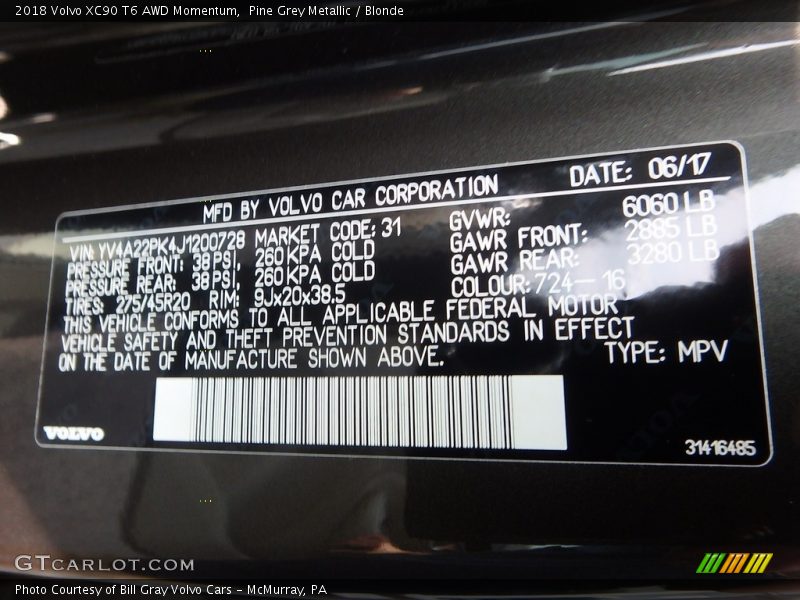 2018 Volvo XC90 T6 AWD Momentum,  Pine Grey Metallic / Blonde
MFD BY VOLVO CAR CORPORATION DATE: 06/17
VIN: YV4A22PK4J1200728 MARKET CODE: 31 GVWR: 6060 LB
PRESSURE FRONT: 38 PSI, 260 KPA COLD GAWR FRONT: 2885 LB
PRESSURE REAR: 38 PSI, 260 KPA COLD GAWR REAR: 3280 LB
TIRES: 275/45R20 RIM: 9Jx20x38.5 COLOUR: 724-16
THIS VEHICLE CONFORMS TO ALL APPLICABLE FEDERAL MOTOR
VEHICLE SAFETY AND THEFT PREVENTION STANDARDS IN EFFECT
ON THE DATE OF MANUFACTURE SHOWN ABOVE. TYPE: MPV
VOLVO 31416485
GTCARLOT.COM
Photo Courtesy of Bill Gray Volvo Cars - McMurray, PA